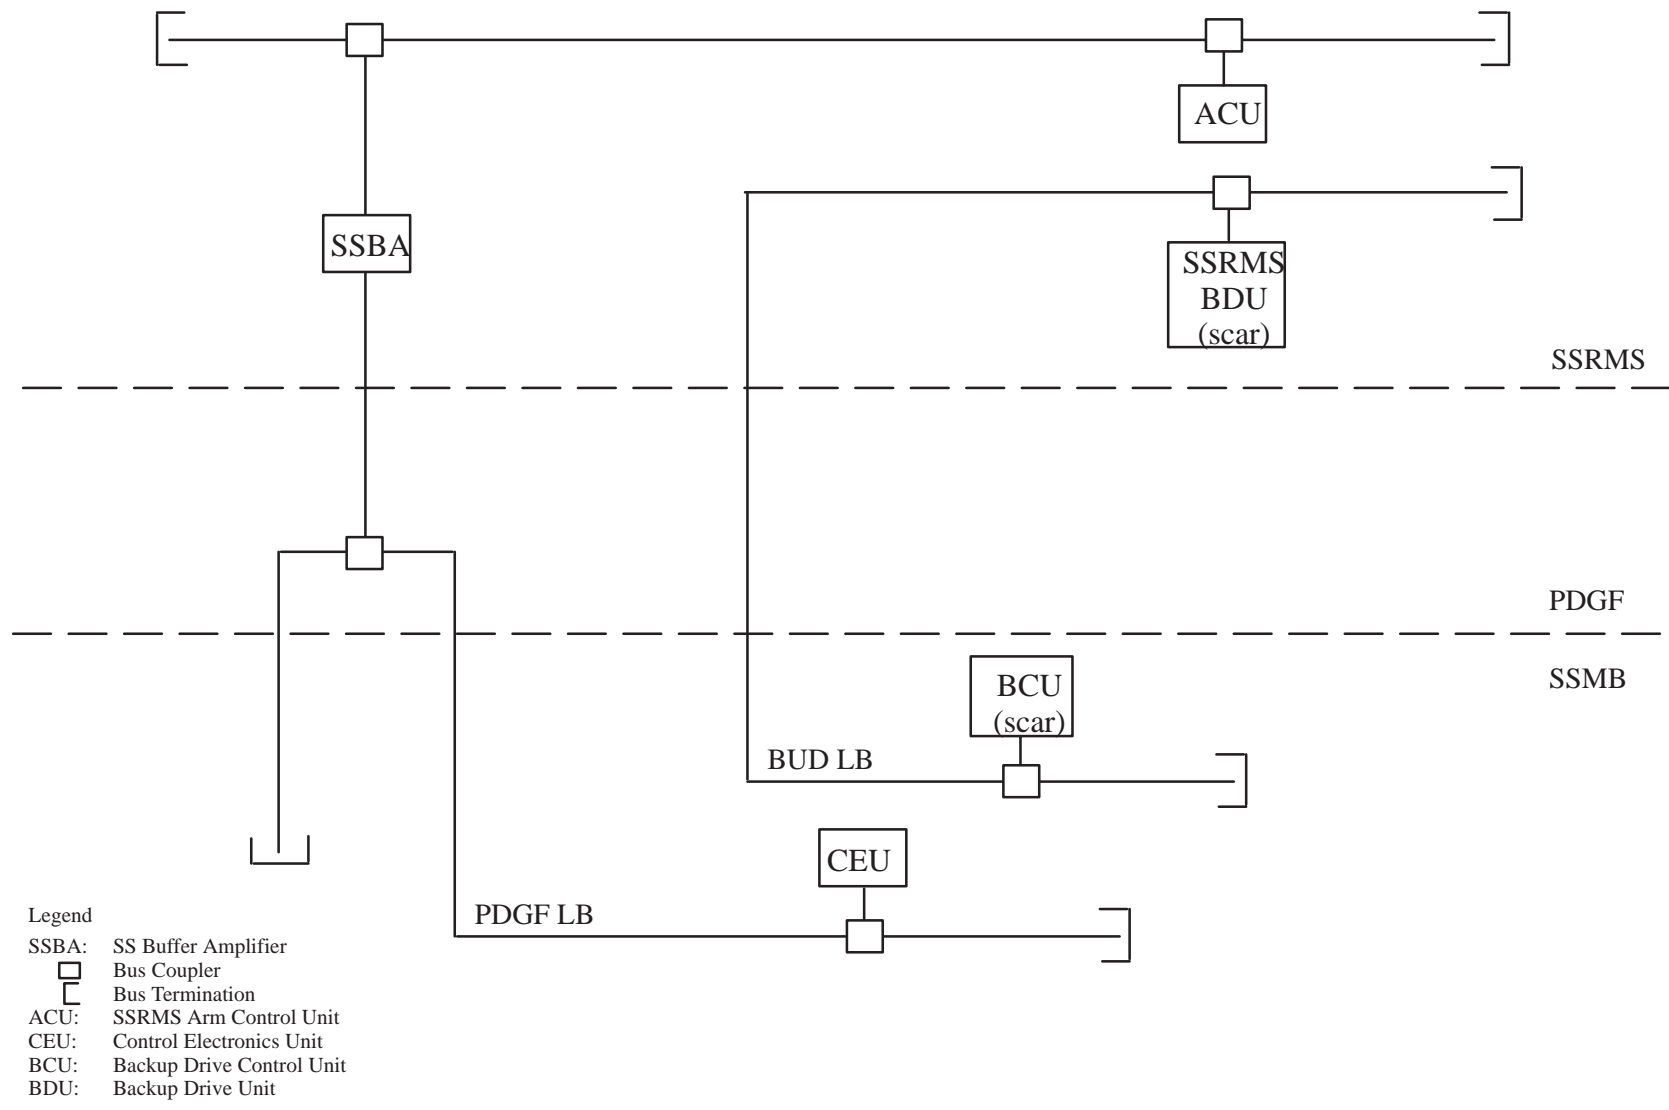 ACU
SSBA
SSRMS
BDU
(scar)
SSRMS
PDGF
SSMB
BCU
(scar)
BUD LB
CEU
PDGF LB
Legend
SSBA: SS Buffer Amplifier
Bus Coupler
Bus Termination
ACU: SSRMS Arm Control Unit
CEU: Control Electronics Unit
BCU: Backup Drive Control Unit
BDU: Backup Drive Unit